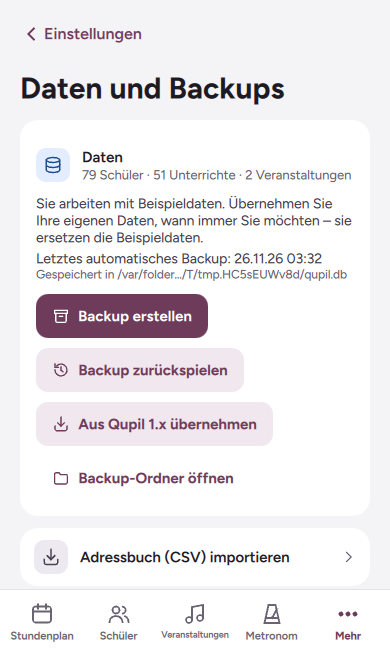 Einstellungen
Daten und Backups
Daten
79 Schüler · 51 Unterrichte · 2 Veranstaltungen
Sie arbeiten mit Beispieldaten. Übernehmen Sie
Ihre eigenen Daten, wann immer Sie möchten – sie
ersetzen die Beispieldaten.
Letztes automatisches Backup: 26.11.26 03:32
Gespeichert in /var/folder…/T/tmp.HC5sEUWv8d/qupil.db
Backup erstellen
Backup zurückspielen
Aus Qupil 1.x übernehmen
Backup-Ordner öffnen
Adressbuch (CSV) importieren
Stundenplan
Schüler
Veranstaltungen
Metronom
Mehr